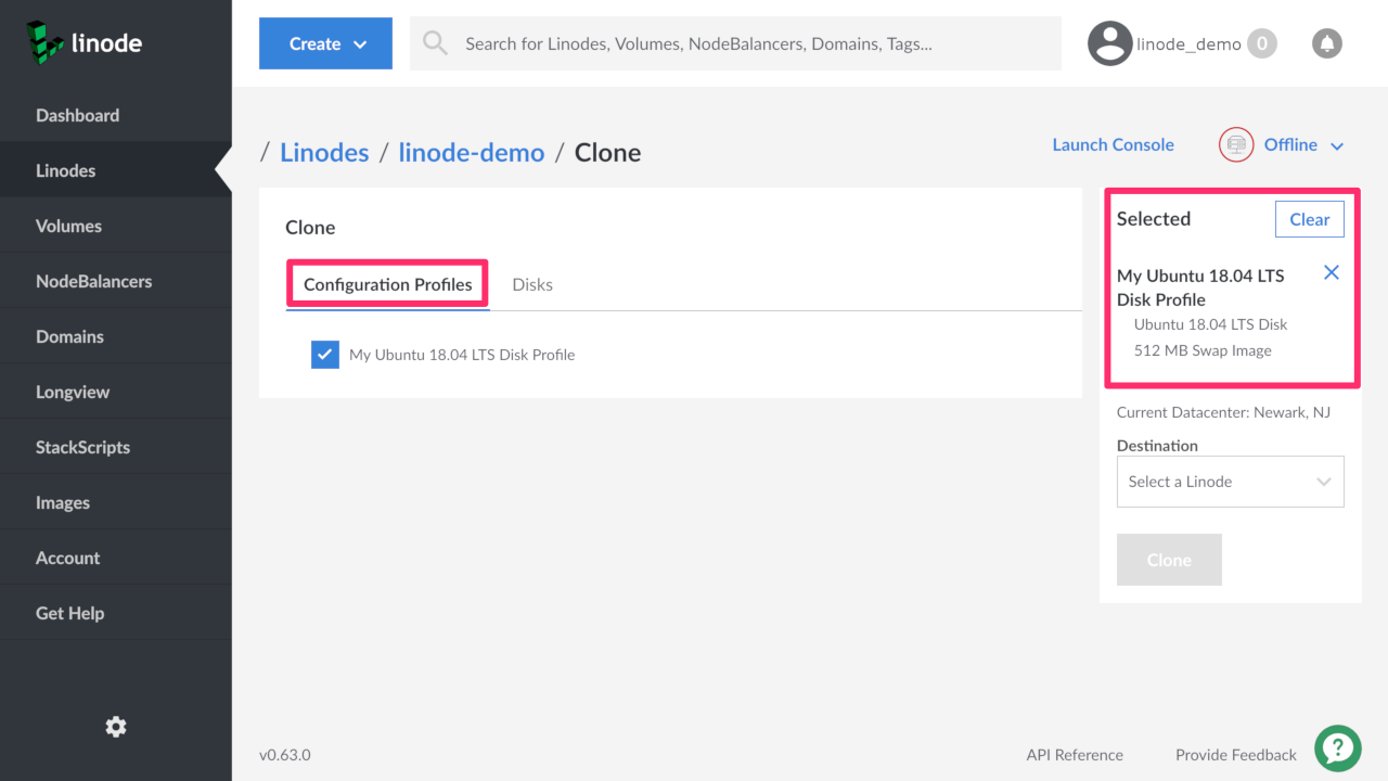 linode
Create
Search for Linodes, Volumes, NodeBalancers, Domains, Tags...
linode_demo
0
Dashboard
Linodes
Volumes
NodeBalancers
Domains
Longview
StackScripts
Images
Account
Get Help
/ Linodes / linode-demo / Clone
Launch Console
Offline
Clone
Configuration Profiles
Disks
My Ubuntu 18.04 LTS Disk Profile
Selected
Clear
My Ubuntu 18.04 LTS
Disk Profile
Ubuntu 18.04 LTS Disk
512 MB Swap Image
Current Datacenter: Newark, NJ
Destination
Select a Linode
Clone
v0.63.0
API Reference
Provide Feedback
?